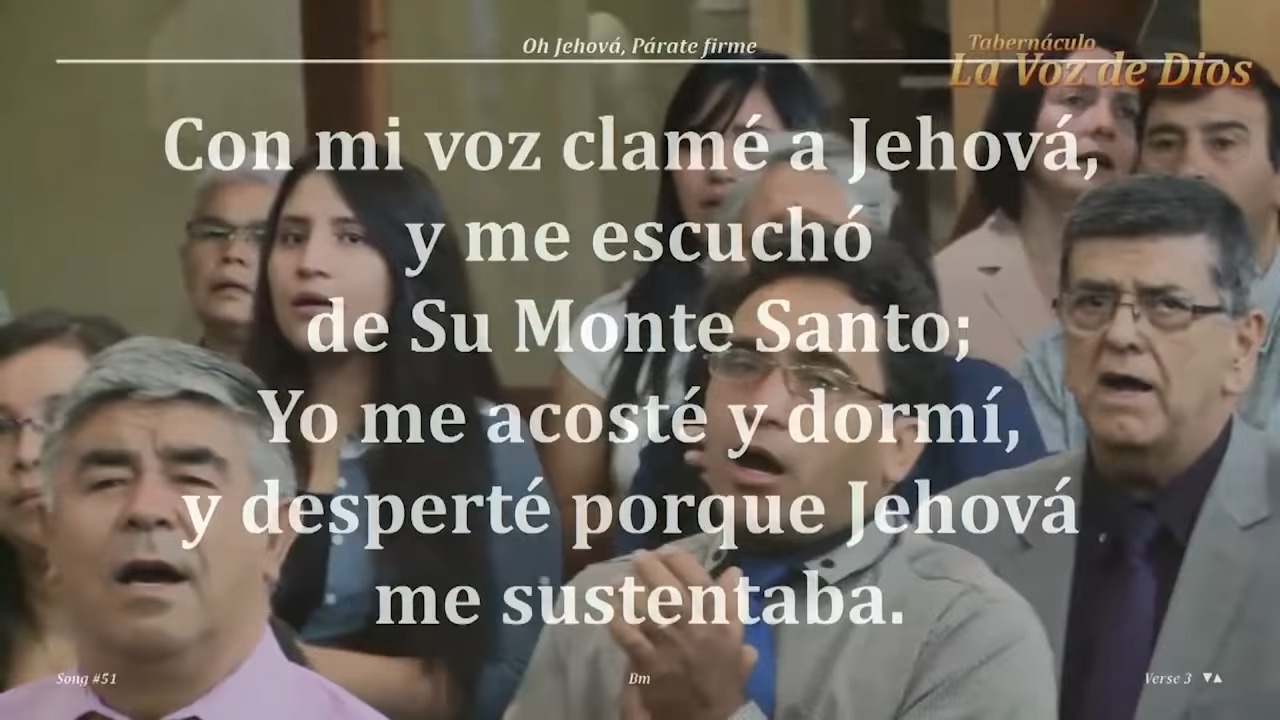 Oh Jehová, Párate firme
Tabernáculo
La Voz de Dios
Con mi voz clamé a Jehová,
y me escuchó
de Su Monte Santo;
Yo me acosté y dormí,
y desperté porque Jehová
me sustentaba.
Song #51
Bm
Verse 3 ▼▲